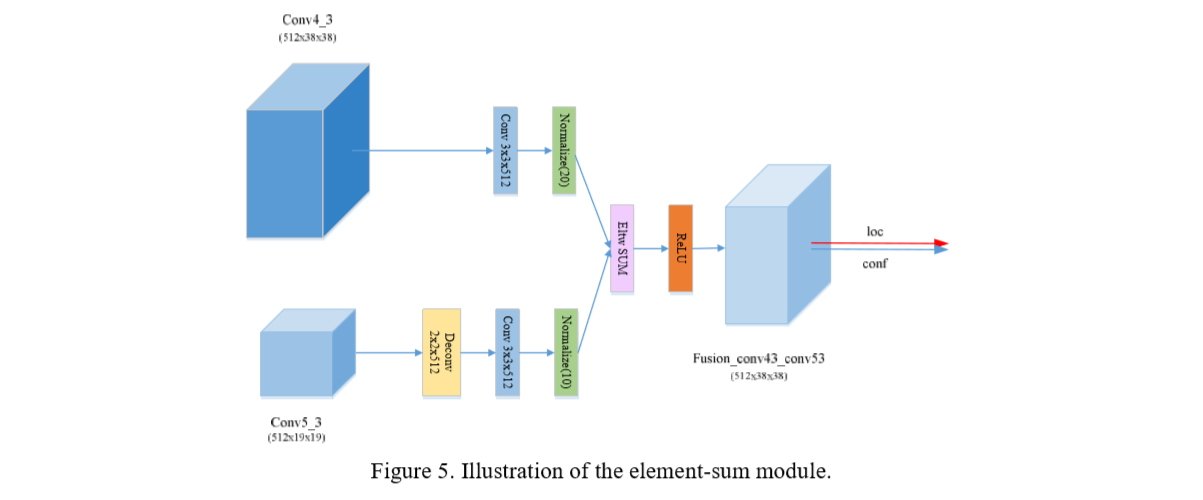 Conv4_3
(512x38x38)
Conv 3x3x512
Normalize(20)
Eltw SUM
ReLU
loc
conf
Deconv
2x2x512
Conv 3x3x512
Normalize(10)
Fusion_conv43_conv53
(512x38x38)
Conv5_3
(512x19x19)
Figure 5. Illustration of the element-sum module.